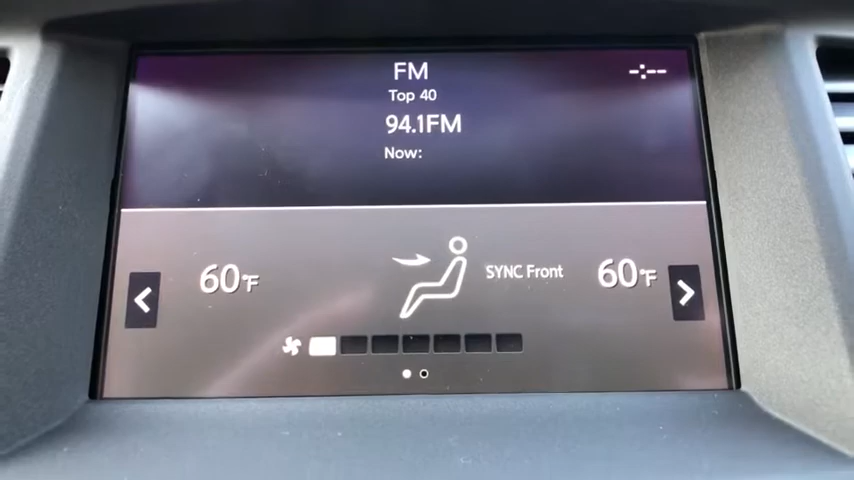 FM
-:--
Top 40
94.1FM
Now:
<
60°F
SYNC Front
60°F
>